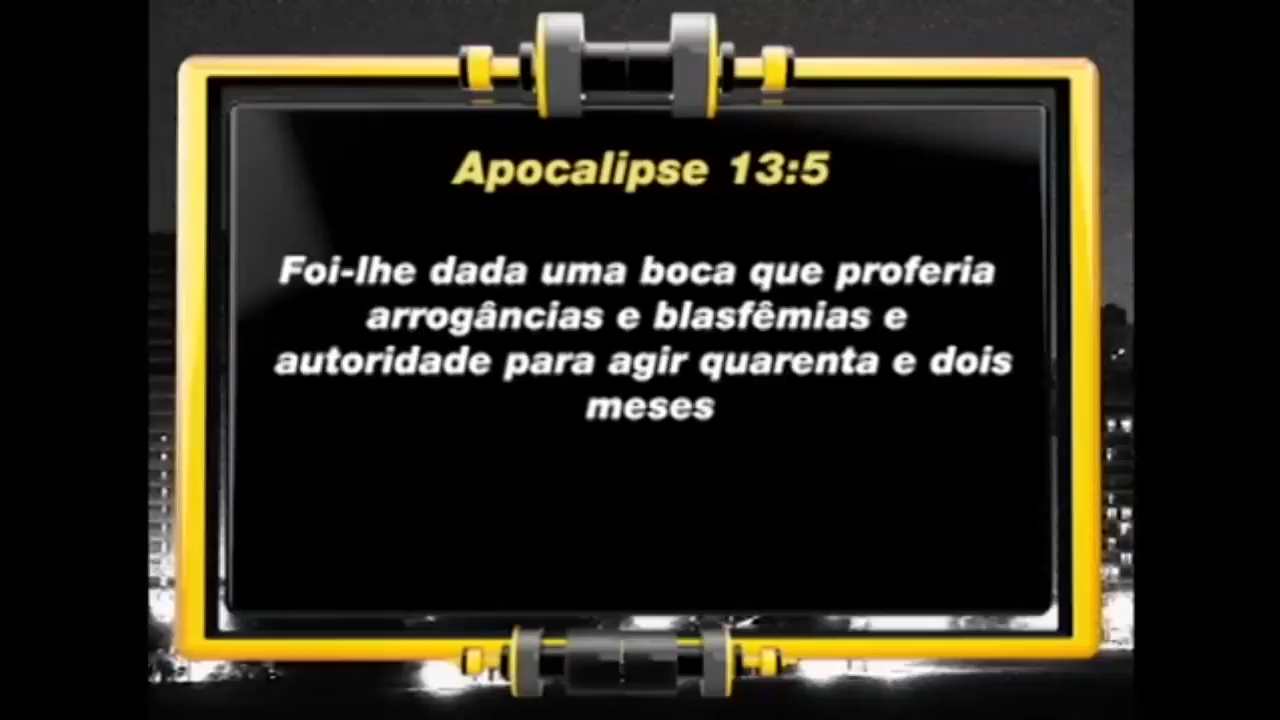 Apocalipse 13:5
Foi-lhe dada uma boca que proferia
arrogâncias e blasfêmias e
autoridade para agir quarenta e dois
meses